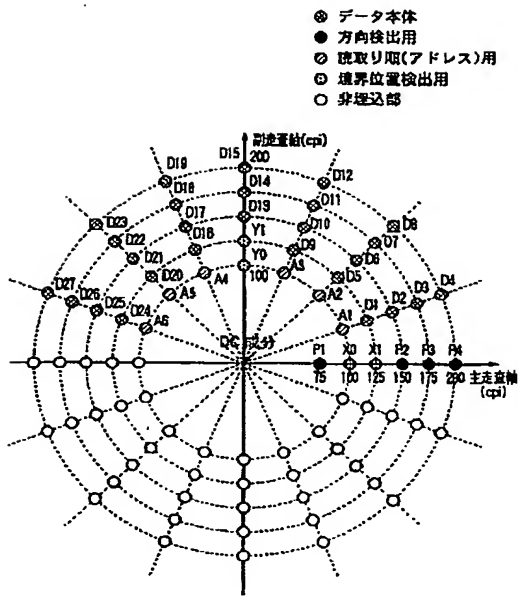 データ本体
方向検出用
読取り順(アドレス)用
境界位置検出用
非埋込部
副走査軸(cpi)
D15 200
D19 D14 D12
D18 D11
D23 D17 D13 D10 D8
D22 D16 Y1 D9 D7
D21 Y0 D6
D27 D20 A4 100 A3 D5 D4
D26 A5 A2 D3
D25 D2
D24 D1
A6 A1
DC成分
P1 X0 X1 P2 P3 P4
75 100 125 150 175 200 主走査軸
(cpi)